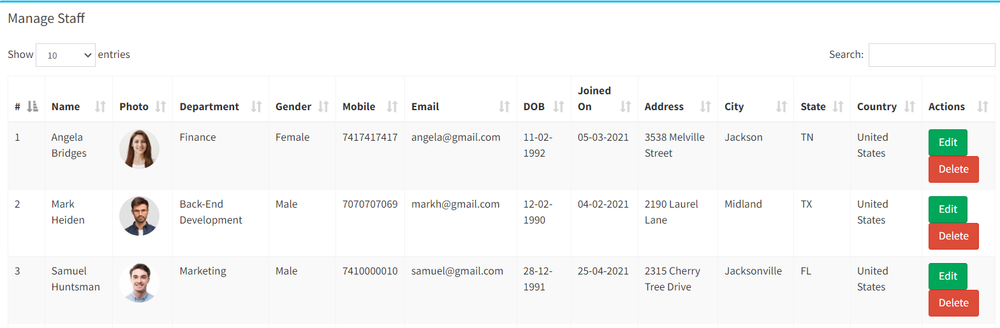 Manage Staff
Show 10 entries Search:
# Name Photo Department Gender Mobile Email DOB Joined On Address City State Country Actions
1 Angela Bridges Finance Female 7417417417 angela@gmail.com 11-02-1992 05-03-2021 3538 Melville Street Jackson TN United States Edit Delete
2 Mark Heiden Back-End Development Male 7070707069 markh@gmail.com 12-02-1990 04-02-2021 2190 Laurel Lane Midland TX United States Edit Delete
3 Samuel Huntsman Marketing Male 7410000010 samuel@gmail.com 28-12-1991 25-04-2021 2315 Cherry Tree Drive Jacksonville FL United States Edit Delete